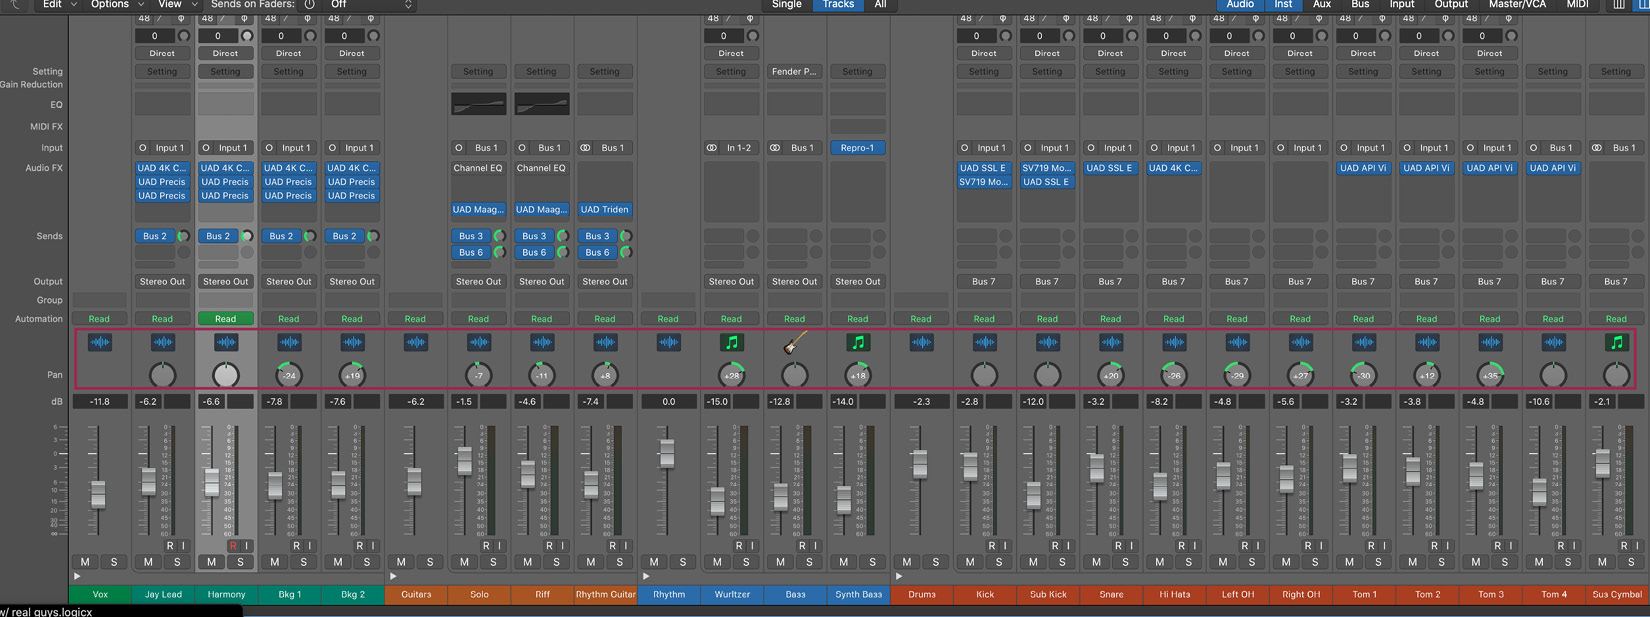 Edit Options View Sends on Faders: Off Single Tracks All Audio Inst Aux Bus Input Output Master/VCA MIDI
48 48 48 48 48 48 48 48 48 48 48 48 48 48
0 0 0 0 0 0 0 0 0 0 0 0 0 0
Direct Direct Direct Direct Direct Direct Direct Direct Direct Direct Direct Direct Direct Direct
Setting Setting Setting Setting Setting Setting Setting Setting Setting Fender P... Setting Setting Setting Setting Setting Setting Setting Setting Setting Setting Setting Setting
Gain Reduction
EQ
MIDI FX
Input Input 1 Input 1 Input 1 Input 1 Bus 1 Bus 1 Bus 1 In 1-2 Bus 1 Repro-1 Input 1 Input 1 Input 1 Input 1 Input 1 Input 1 Input 1 Input 1 Input 1 Bus 1 Bus 1
Audio FX UAD 4K C... UAD 4K C... UAD 4K C... UAD 4K C... Channel EQ Channel EQ UAD SSL E SV719 Mo... UAD SSL E UAD 4K C... UAD API Vi UAD API Vi UAD API Vi UAD API Vi
UAD Precis UAD Precis UAD Precis UAD Precis SV719 Mo... UAD SSL E
UAD Precis UAD Precis UAD Precis UAD Precis
UAD Maag... UAD Maag... UAD Triden
Sends Bus 2 Bus 2 Bus 2 Bus 2 Bus 3 Bus 3 Bus 3
Bus 6 Bus 6 Bus 6
Output Stereo Out Stereo Out Stereo Out Stereo Out Stereo Out Stereo Out Stereo Out Stereo Out Stereo Out Stereo Out Bus 7 Bus 7 Bus 7 Bus 7 Bus 7 Bus 7 Bus 7 Bus 7 Bus 7 Bus 7 Bus 7
Group
Automation Read Read Read Read Read Read Read Read Read Read Read Read Read Read Read Read Read Read Read Read Read Read Read Read Read
Pan -24 +19 -7 -11 +8 +28 +18 +20 -26 -29 +27 -30 +12 +35
dB -11.8 -6.2 -6.6 -7.8 -7.6 -6.2 -1.5 -4.6 -7.4 0.0 -15.0 -12.8 -14.0 -2.3 -2.8 -12.0 -3.2 -8.2 -4.8 -5.6 -3.2 -3.8 -4.8 -10.6 -2.1
R I R I R I R I R I R I R I R I R I R I R I R I R I R I R I R I R I R I R I R I R I
M S M S M S M S M S M S M S M S M S M S M S M S M S M S M S M S M S M S M S M S M S M S M S M S M S
Vox Jay Lead Harmony Bkg 1 Bkg 2 Guitars Solo Riff Rhythm Guitar Rhythm Wurltzer Bass Synth Bass Drums Kick Sub Kick Snare Hi Hats Left OH Right OH Tom 1 Tom 2 Tom 3 Tom 4 Sus Cymbal
w/ real guys.logicx